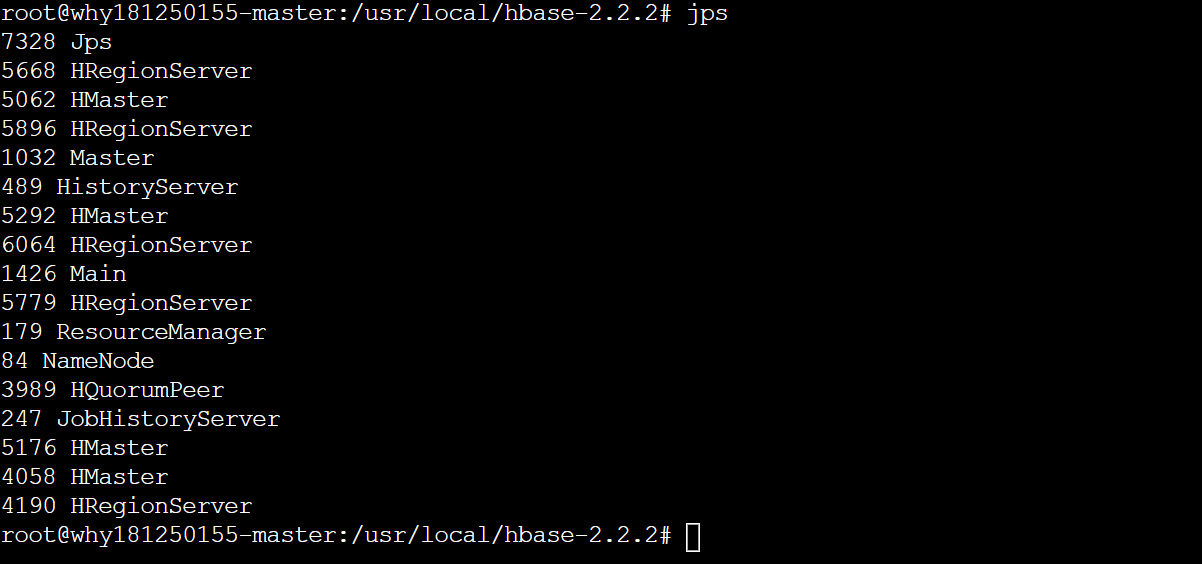 root@why181250155-master:/usr/local/hbase-2.2.2# jps
7328 Jps
5668 HRegionServer
5062 HMaster
5896 HRegionServer
1032 Master
489 HistoryServer
5292 HMaster
6064 HRegionServer
1426 Main
5779 HRegionServer
179 ResourceManager
84 NameNode
3989 HQuorumPeer
247 JobHistoryServer
5176 HMaster
4058 HMaster
4190 HRegionServer
root@why181250155-master:/usr/local/hbase-2.2.2#